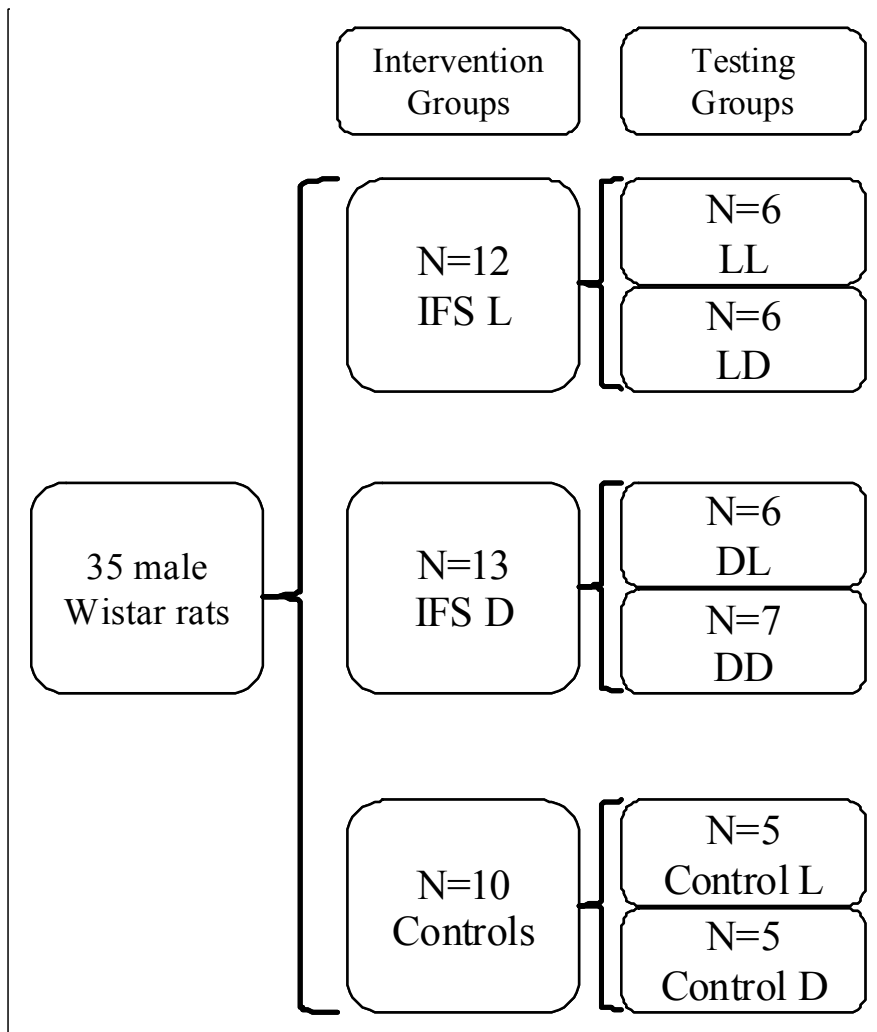 Intervention
Groups
Testing
Groups
35 male
Wistar rats
N=12
IFS L
N=6
LL
N=6
LD
N=13
IFS D
N=6
DL
N=7
DD
N=10
Controls
N=5
Control L
N=5
Control D